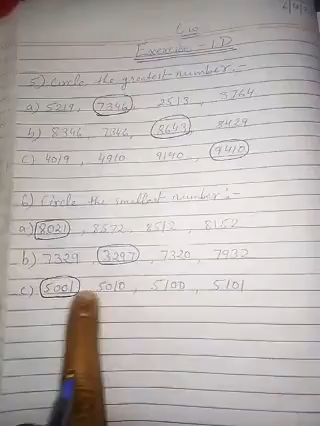 C.W
Exercise - 1D
5) Circle the greatest number :-
a) 5219, 7346, 2513, 3764
b) 8346, 7346, 8643, 8429
c) 4019, 4910, 9140, 9410
6) Circle the smallest number :-
a) 8021, 8572, 8512, 8152
b) 7329, 3297, 7320, 7932
c) 5001, 5010, 5100, 5101